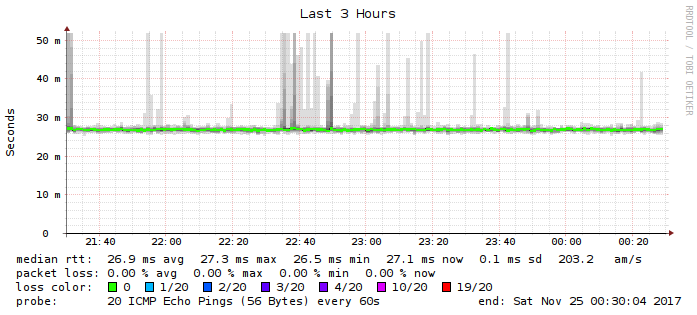 Last 3 Hours
RRDTOOL / TOBI OETIKER
Seconds
50 m
40 m
30 m
20 m
10 m
0
21:40 22:00 22:20 22:40 23:00 23:20 23:40 00:00 00:20
median rtt: 26.9 ms avg 27.3 ms max 26.5 ms min 27.1 ms now 0.1 ms sd 203.2 am/s
packet loss: 0.00 % avg 0.00 % max 0.00 % min 0.00 % now
loss color: 0 1/20 2/20 3/20 4/20 10/20 19/20
probe: 20 ICMP Echo Pings (56 Bytes) every 60s end: Sat Nov 25 00:30:04 2017